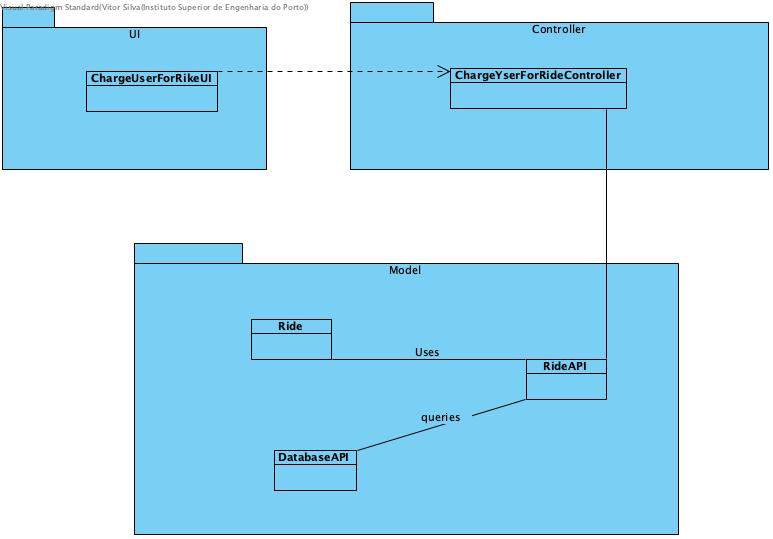 Visual Paradigm Standard(Vitor Silva(Instituto Superior de Engenharia do Porto))
UI
Controller
ChargeUserForRikeUI
ChargeYserForRideController
Model
Ride
Uses
RideAPI
queries
DatabaseAPI